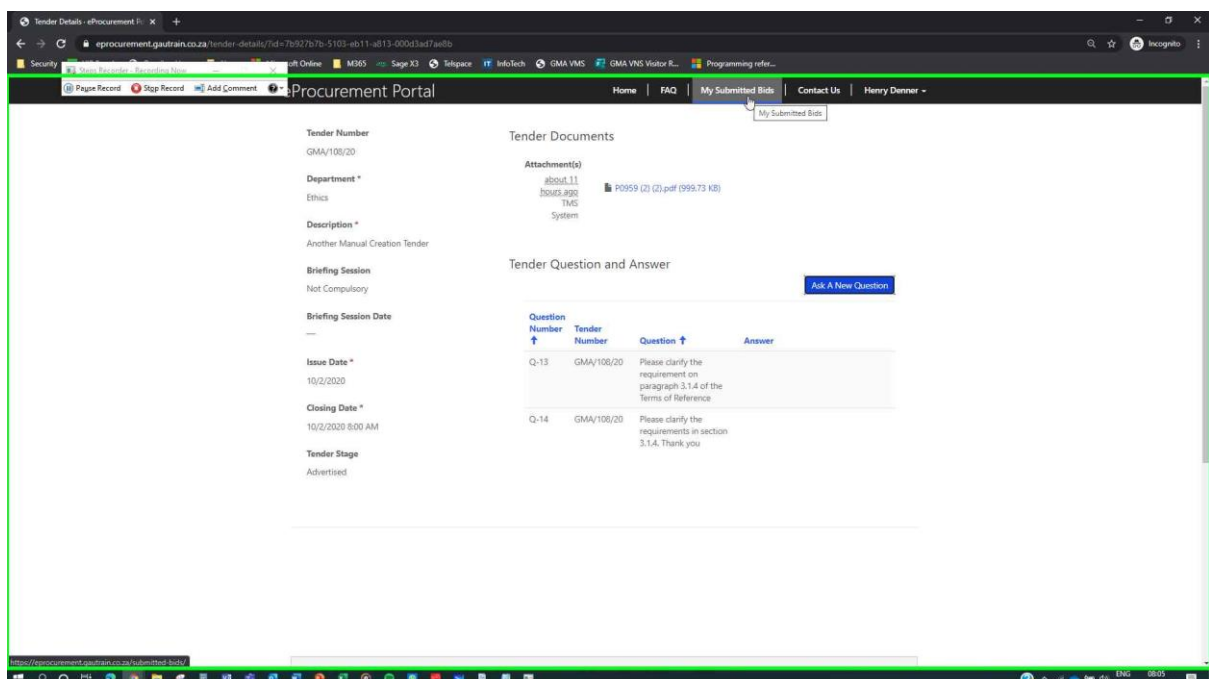 Tender Details - eProcurement Po
eprocurement.gautrain.co.za/tender-details/?id=7b927b7b-5103-eb11-a813-000d3ad7ae8b
Incognito
Security
oft Online
M365
Sage X3
Telspace
InfoTech
GMA VMS
GMA VNS Visitor R...
Programming refer...
Steps Recorder - Recording Now
Pause Record
Stop Record
Add Comment
eProcurement Portal
Home | FAQ | My Submitted Bids | Contact Us | Henry Denner
My Submitted Bids
Tender Number
GMA/108/20
Department *
Ethics
Description *
Another Manual Creation Tender
Briefing Session
Not Compulsory
Briefing Session Date
—
Issue Date *
10/2/2020
Closing Date *
10/2/2020 8:00 AM
Tender Stage
Advertised
Tender Documents
Attachment(s)
about 11
hours ago
TMS
System
P0959 (2) (2).pdf (999.73 KB)
Tender Question and Answer
Ask A New Question
Question
Number
Tender
Number
Question
Answer
Q-13
GMA/108/20
Please clarify the
requirement on
paragraph 3.1.4 of the
Terms of Reference
Q-14
GMA/108/20
Please clarify the
requirements in section
3.1.4. Thank you
https://eprocurement.gautrain.co.za/submitted-bids/
ENG
08:05